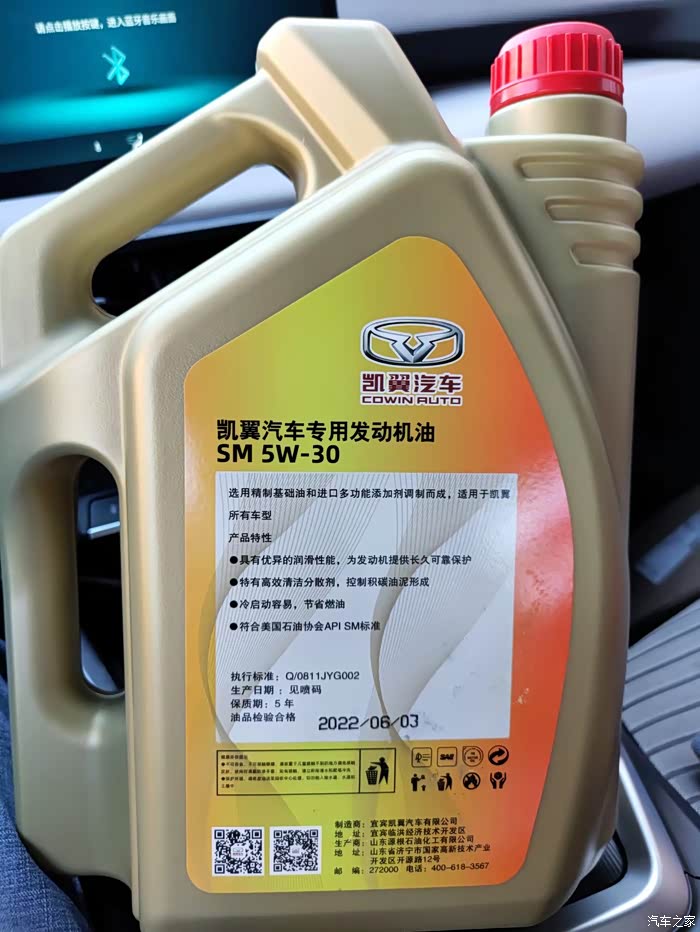 请点击播放按键，进入蓝牙音乐画面
凯翼汽车
COWIN AUTO
凯翼汽车专用发动机油
SM 5W-30
选用精制基础油和进口多功能添加剂调制而成，适用于凯翼
所有车型
产品特性
●具有优异的润滑性能，为发动机提供长久可靠保护
●特有高效清洁分散剂，控制积碳油泥形成
●冷启动容易，节省燃油
●符合美国石油协会API SM标准
执行标准：Q/0811JYG002
生产日期：见喷码
保质期：5 年
油品检验合格
2022/06/03
SAE
制造商：宜宾凯翼汽车有限公司
地 址：宜宾临港经济技术开发区
生产商：山东源根石油化工有限公司
地 址：山东省济宁市国家高新技术产业
开发区开源路12号
邮 编：272000 电话：400-618-3567
汽车之家